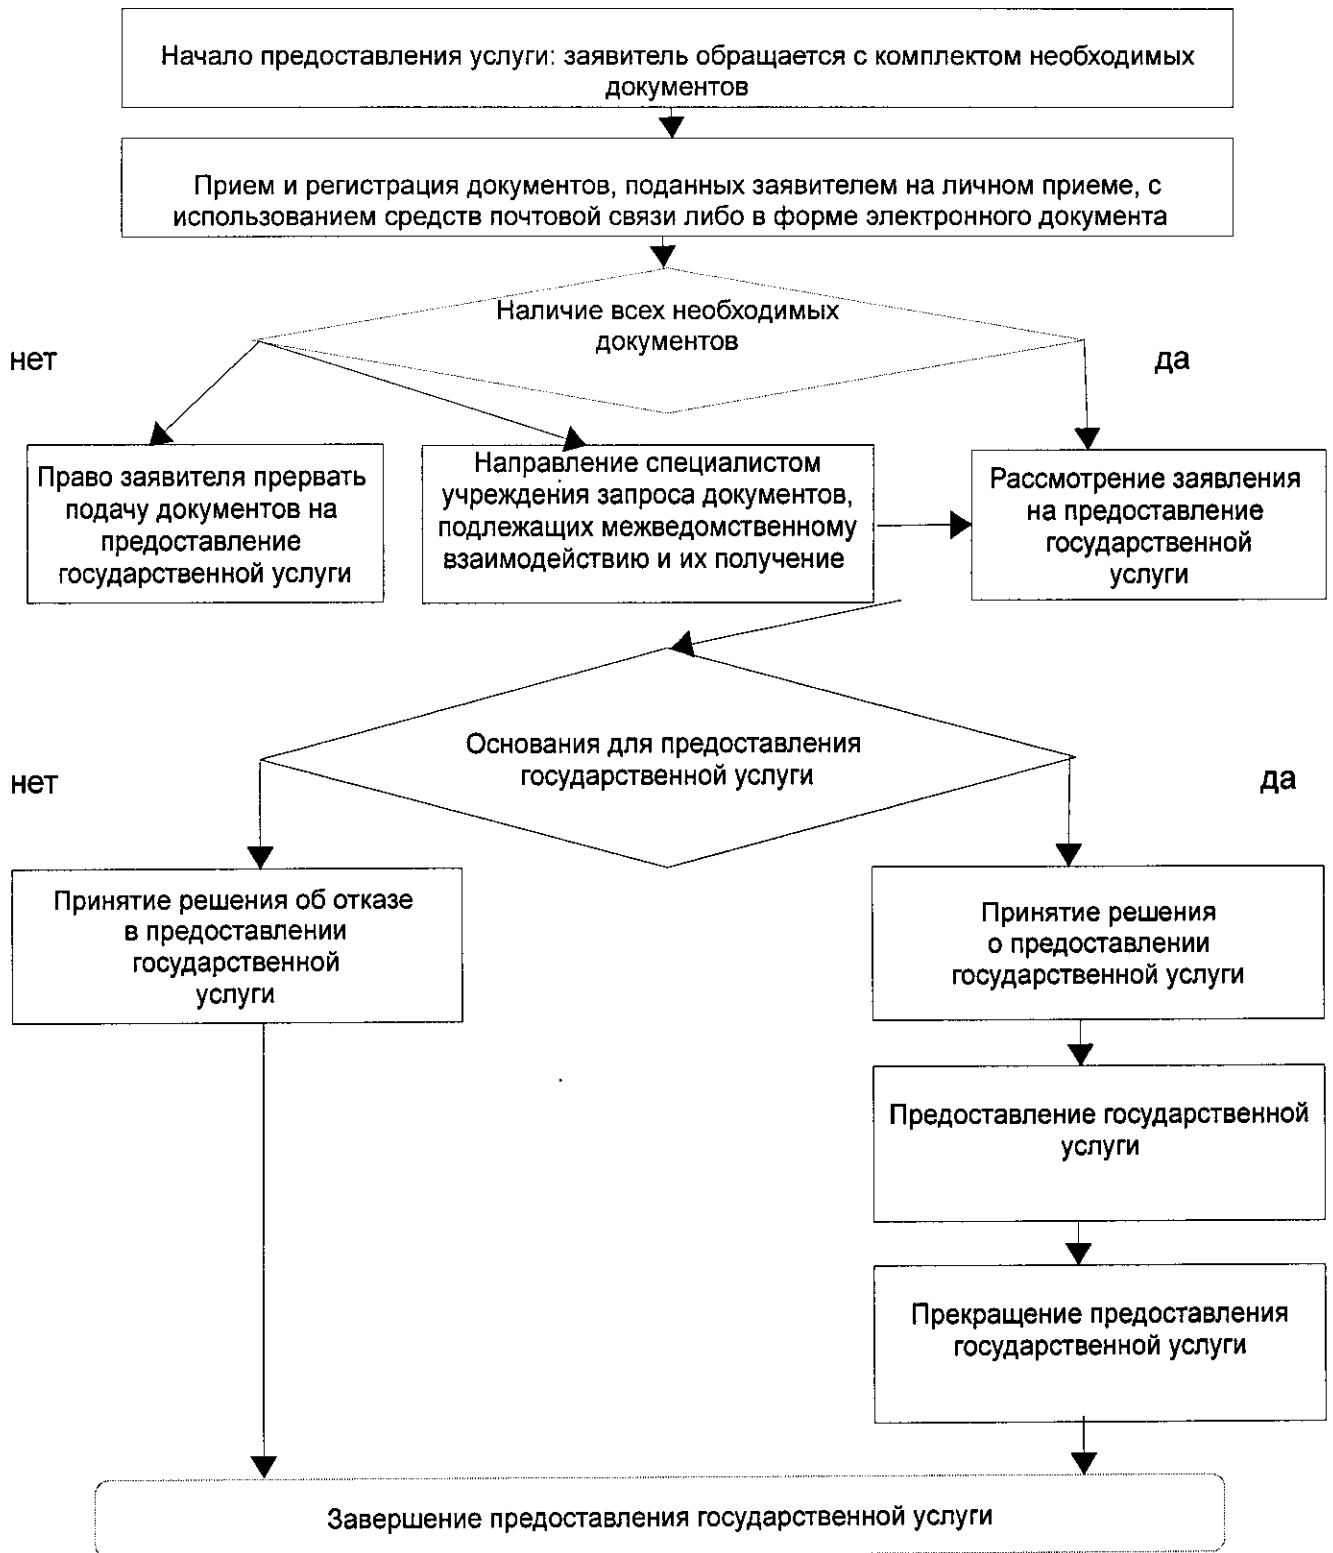 Начало предоставления услуги: заявитель обращается с комплектом необходимых
документов
Прием и регистрация документов, поданных заявителем на личном приеме, с
использованием средств почтовой связи либо в форме электронного документа
Наличие всех необходимых
документов
нет
да
Право заявителя прервать
подачу документов на
предоставление
государственной услуги
Направление специалистом
учреждения запроса документов,
подлежащих межведомственному
взаимодействию и их получение
Рассмотрение заявления
на предоставление
государственной
услуги
Основания для предоставления
государственной услуги
нет
да
Принятие решения об отказе
в предоставлении
государственной
услуги
Принятие решения
о предоставлении
государственной услуги
Предоставление государственной
услуги
Прекращение предоставления
государственной услуги
Завершение предоставления государственной услуги